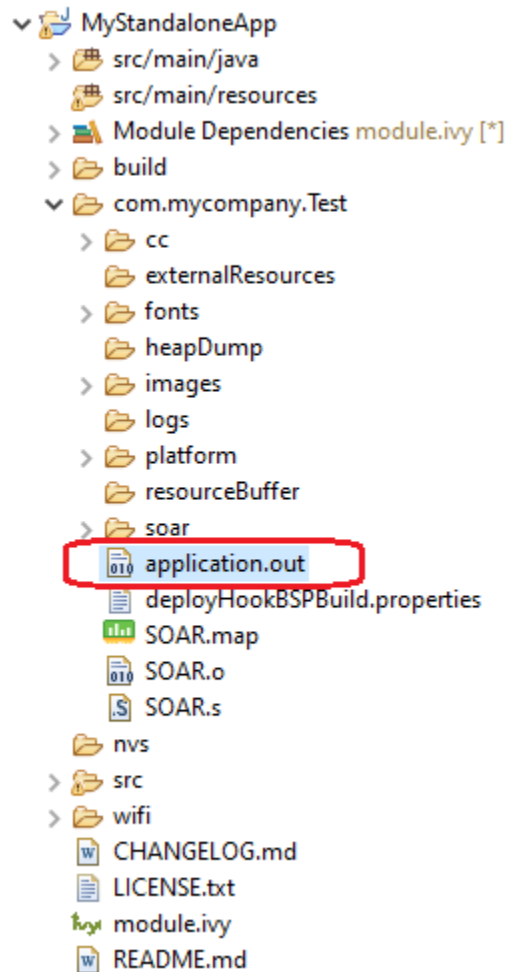 MyStandaloneApp
src/main/java
src/main/resources
Module Dependencies module.ivy [*]
build
com.mycompany.Test
cc
externalResources
fonts
heapDump
images
logs
platform
resourceBuffer
soar
application.out
deployHookBSPBuild.properties
SOAR.map
SOAR.o
SOAR.s
nvs
src
wifi
CHANGELOG.md
LICENSE.txt
module.ivy
README.md